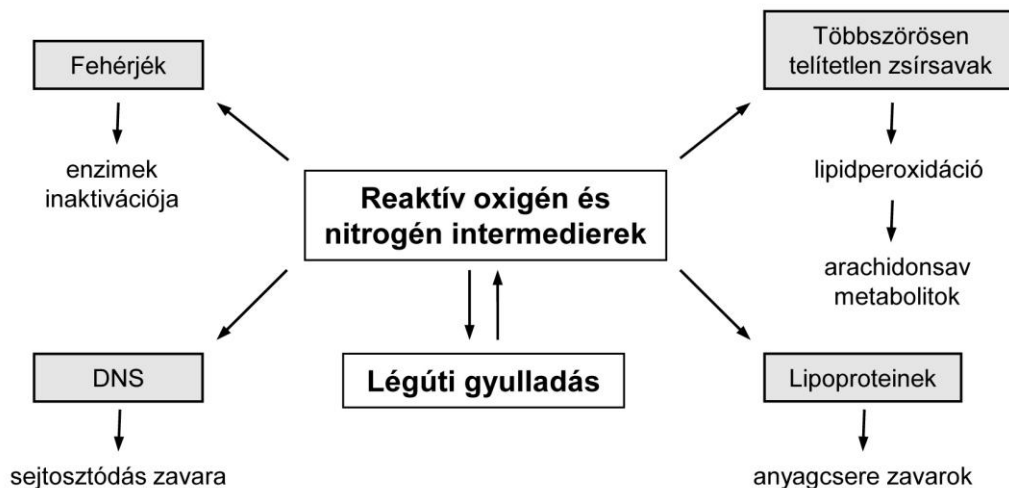 Fehérjék
enzimek
inaktivációja
Többszörösen
telítetlen zsírsavak
lipidperoxidáció
arachidonsav
metabolitok
Reaktív oxigén és
nitrogén intermedierek
Légúti gyulladás
DNS
sejtosztódás zavara
Lipoproteinek
anyagcsere zavarok